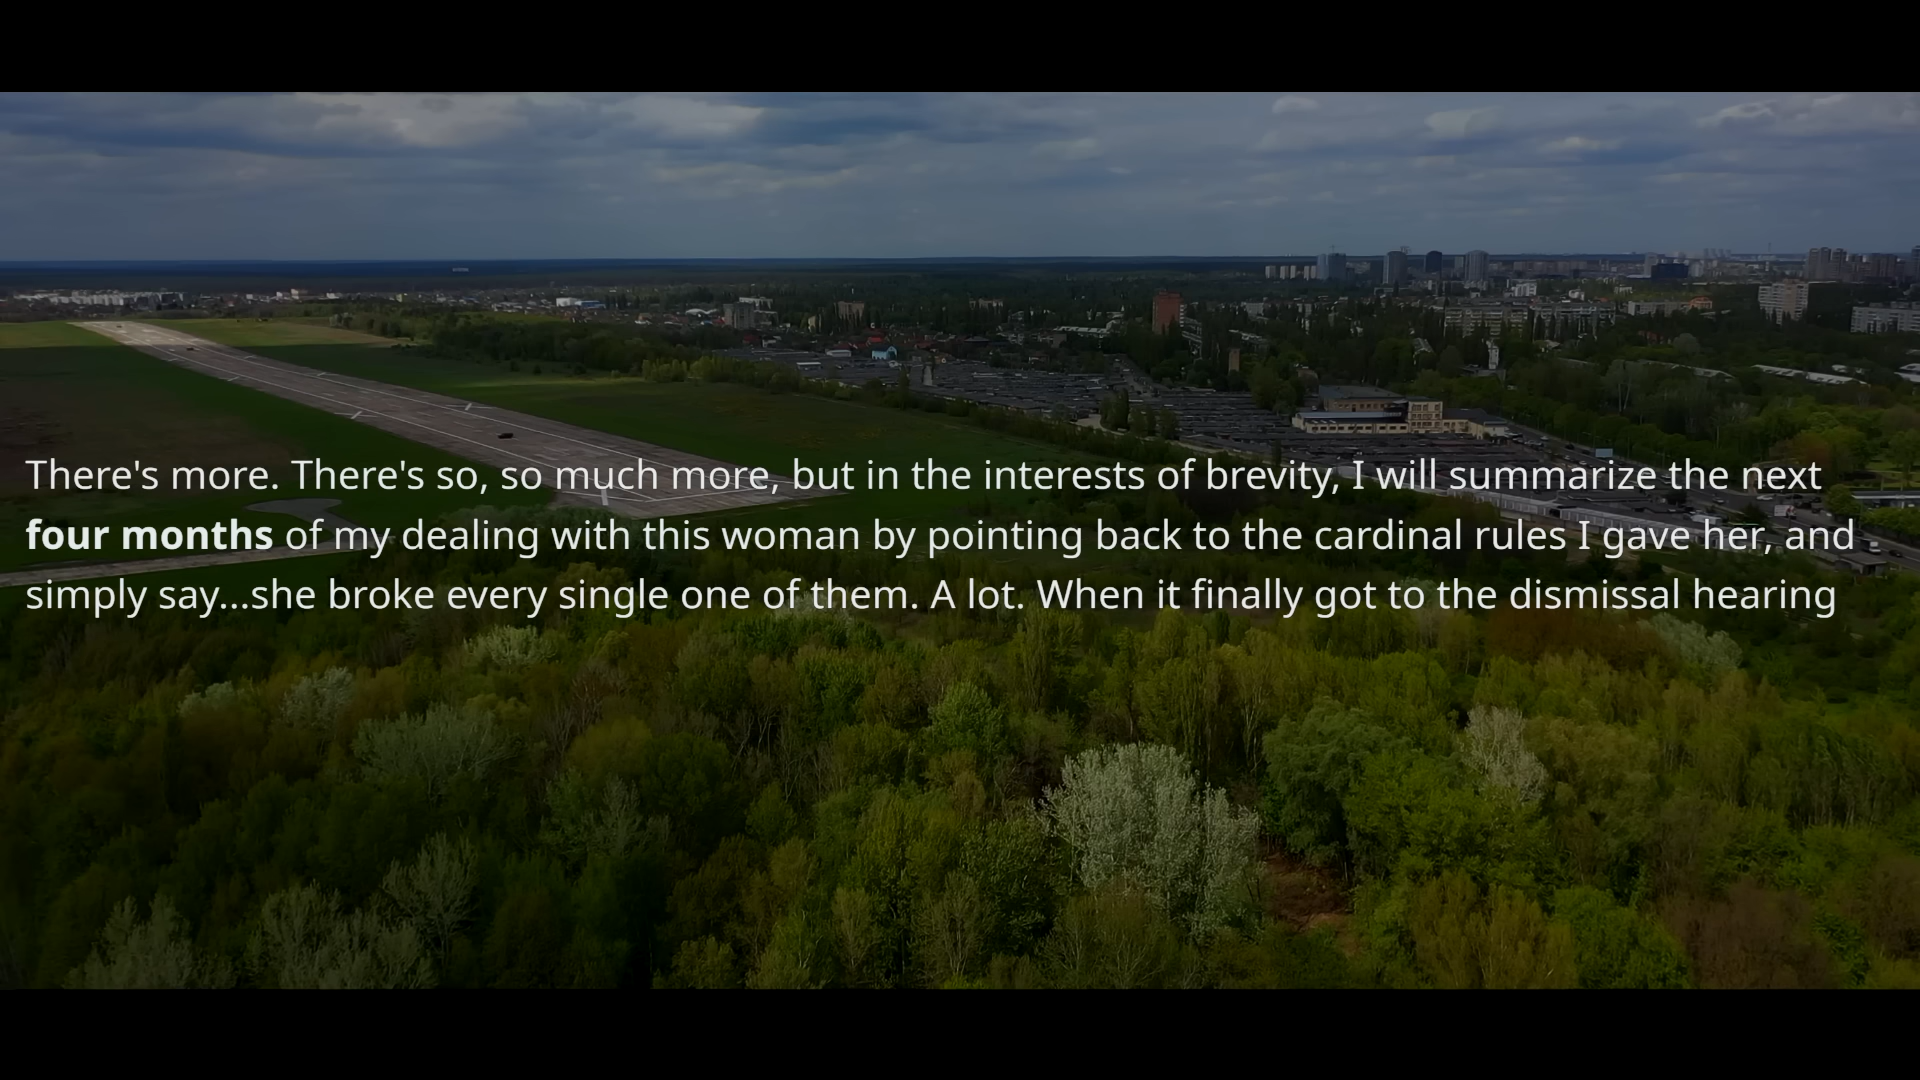 There's more. There's so, so much more, but in the interests of brevity, I will summarize the next
four months of my dealing with this woman by pointing back to the cardinal rules I gave her, and
simply say...she broke every single one of them. A lot. When it finally got to the dismissal hearing